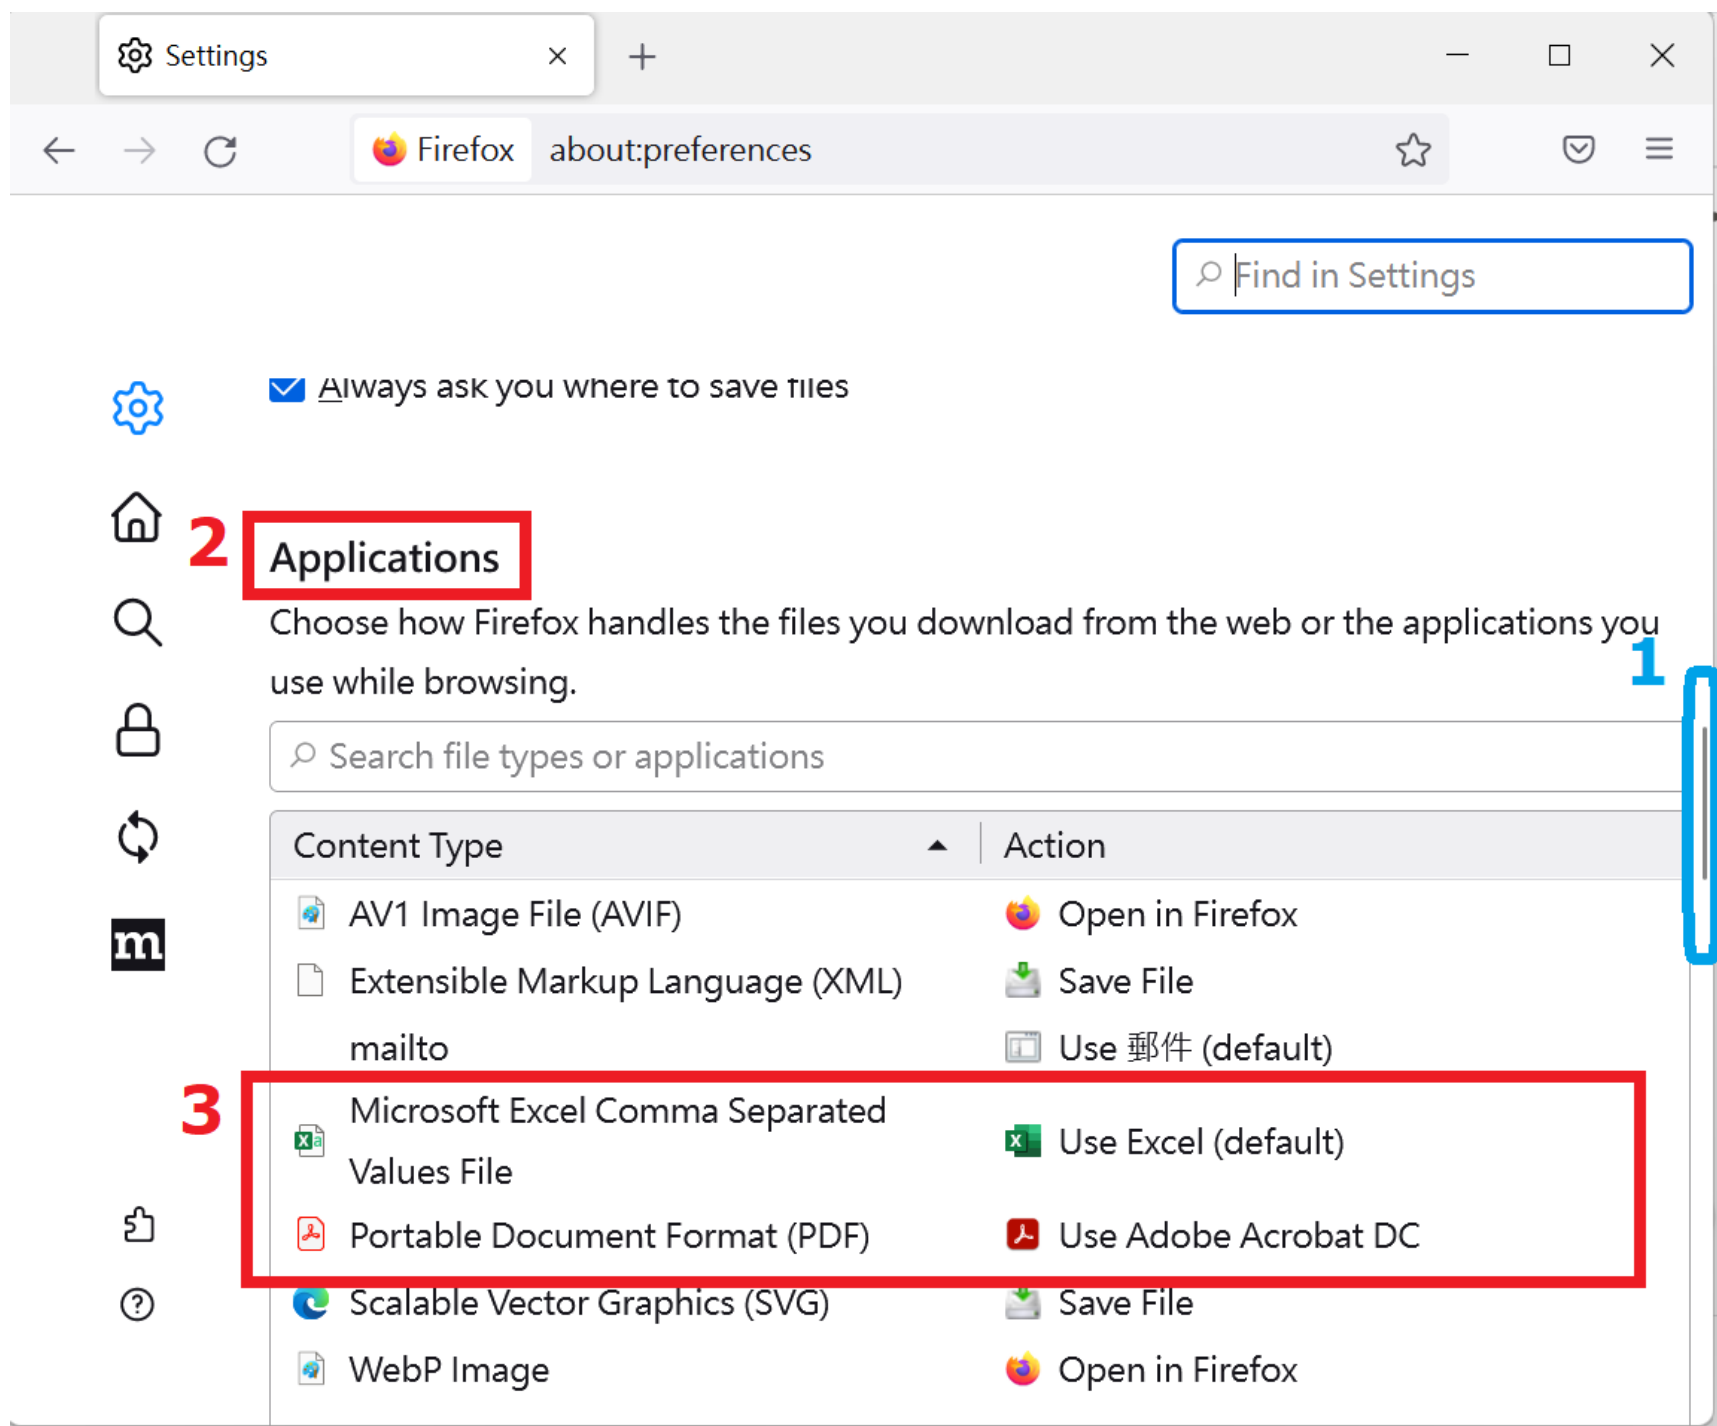 Settings
Firefox about:preferences
Find in Settings
Always ask you where to save files
2
Applications
Choose how Firefox handles the files you download from the web or the applications you
use while browsing.
1
Search file types or applications
Content Type Action
AV1 Image File (AVIF) Open in Firefox
Extensible Markup Language (XML) Save File
mailto Use 郵件 (default)
3
Microsoft Excel Comma Separated
Values File Use Excel (default)
Portable Document Format (PDF) Use Adobe Acrobat DC
Scalable Vector Graphics (SVG) Save File
WebP Image Open in Firefox
m